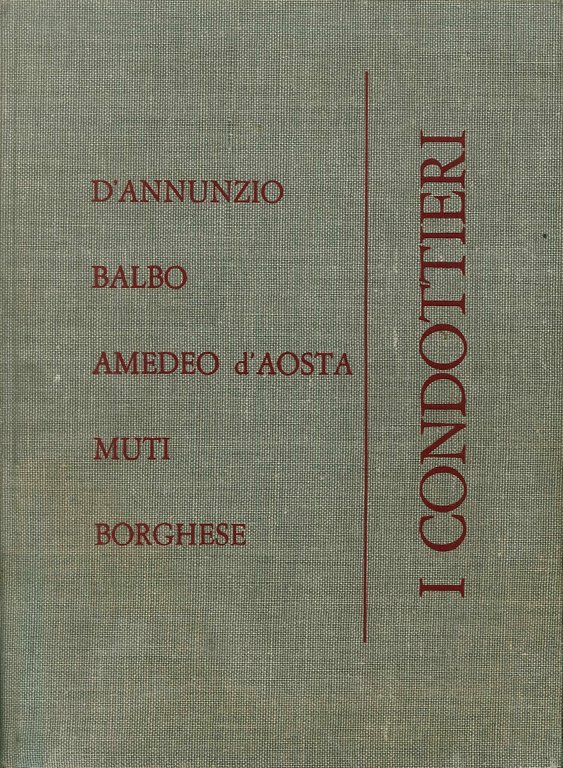 D'ANNUNZIO
BALBO
AMEDEO d'AOSTA
MUTI
BORGHESE
I CONDOTTIERI